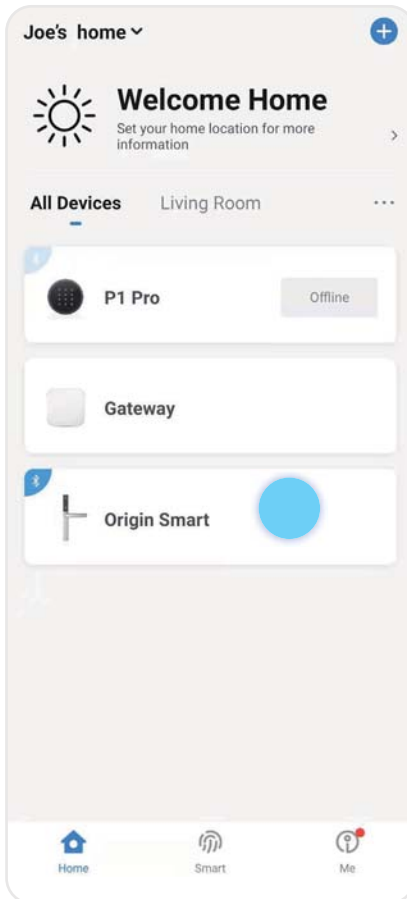 Joe's home
Welcome Home
Set your home location for more
information
All Devices
Living Room
P1 Pro
Offline
Gateway
Origin Smart
Home
Smart
Me